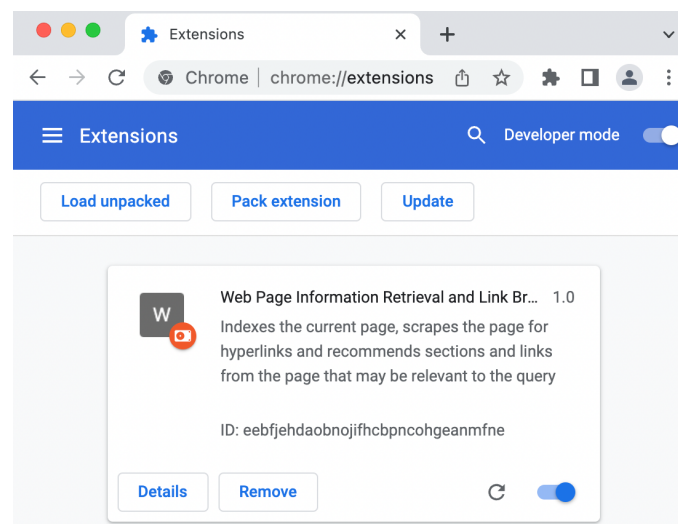 Extensions
Chrome | chrome://extensions
Extensions
Developer mode
Load unpacked
Pack extension
Update
W
Web Page Information Retrieval and Link Br... 1.0
Indexes the current page, scrapes the page for
hyperlinks and recommends sections and links
from the page that may be relevant to the query
ID: eebfjehdaobnojifhcbpncohgeanmfne
Details
Remove